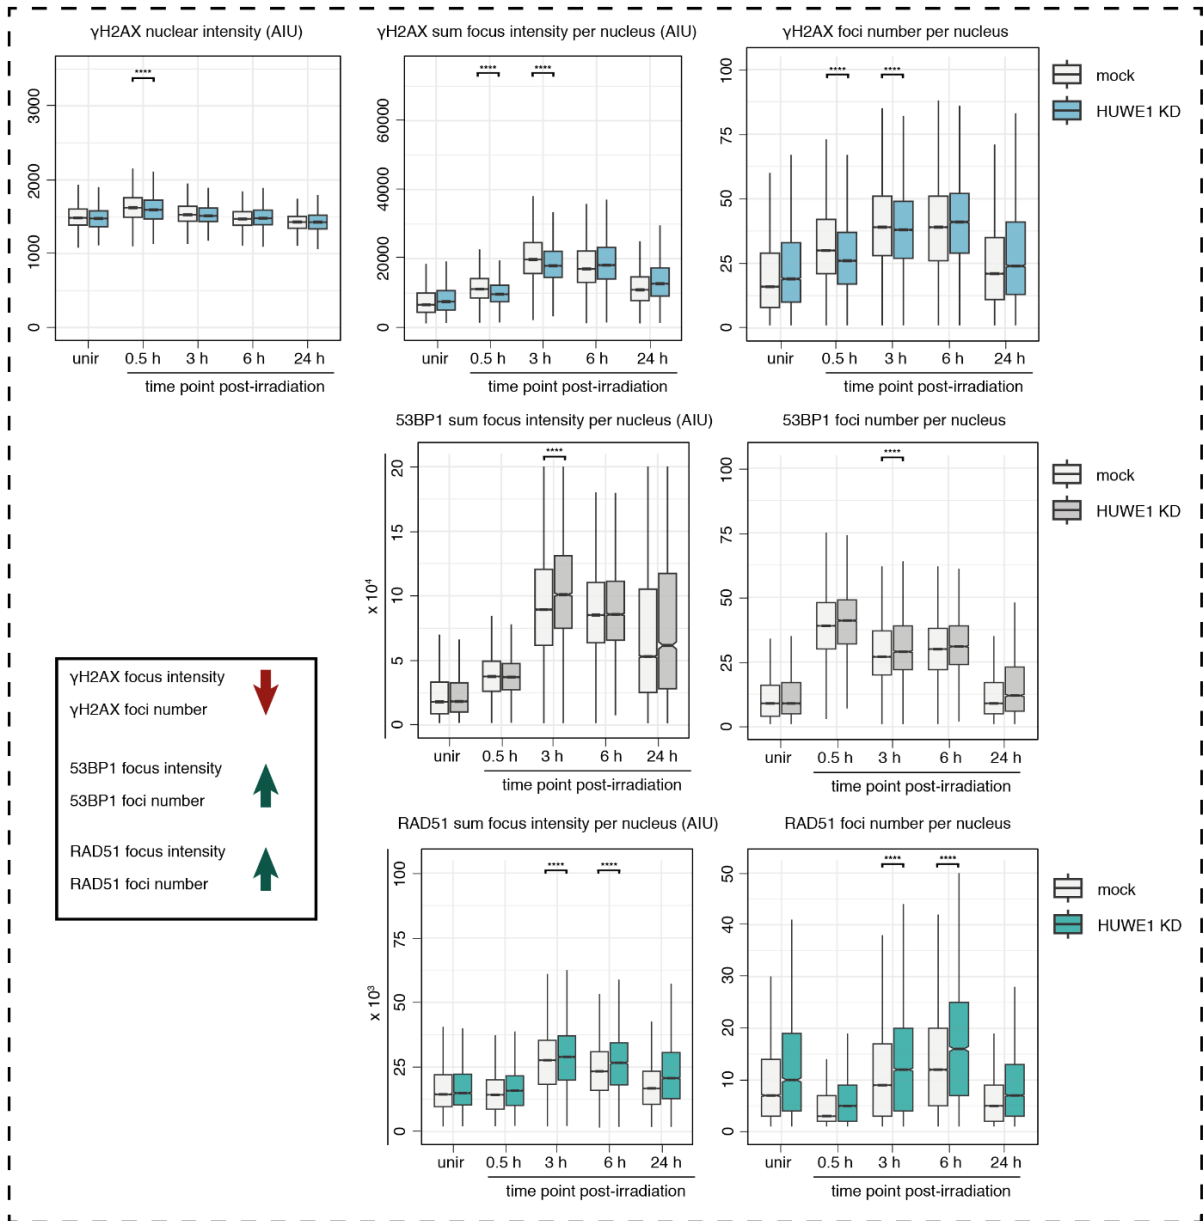 γH2AX nuclear intensity (AIU)
3000
2000
1000
0
****
unir 0.5 h 3 h 6 h 24 h
time point post-irradiation
γH2AX sum focus intensity per nucleus (AIU)
60000
40000
20000
0
**** ****
unir 0.5 h 3 h 6 h 24 h
time point post-irradiation
γH2AX foci number per nucleus
100
75
50
25
0
**** ****
unir 0.5 h 3 h 6 h 24 h
time point post-irradiation
mock
HUWE1 KD
53BP1 sum focus intensity per nucleus (AIU)
x 10⁴
20
15
10
5
0
****
unir 0.5 h 3 h 6 h 24 h
time point post-irradiation
53BP1 foci number per nucleus
100
75
50
25
0
****
unir 0.5 h 3 h 6 h 24 h
time point post-irradiation
mock
HUWE1 KD
γH2AX focus intensity
γH2AX foci number
53BP1 focus intensity
53BP1 foci number
RAD51 focus intensity
RAD51 foci number
RAD51 sum focus intensity per nucleus (AIU)
x 10³
100
75
50
25
0
**** ****
unir 0.5 h 3 h 6 h 24 h
time point post-irradiation
RAD51 foci number per nucleus
50
40
30
20
10
0
**** ****
unir 0.5 h 3 h 6 h 24 h
time point post-irradiation
mock
HUWE1 KD